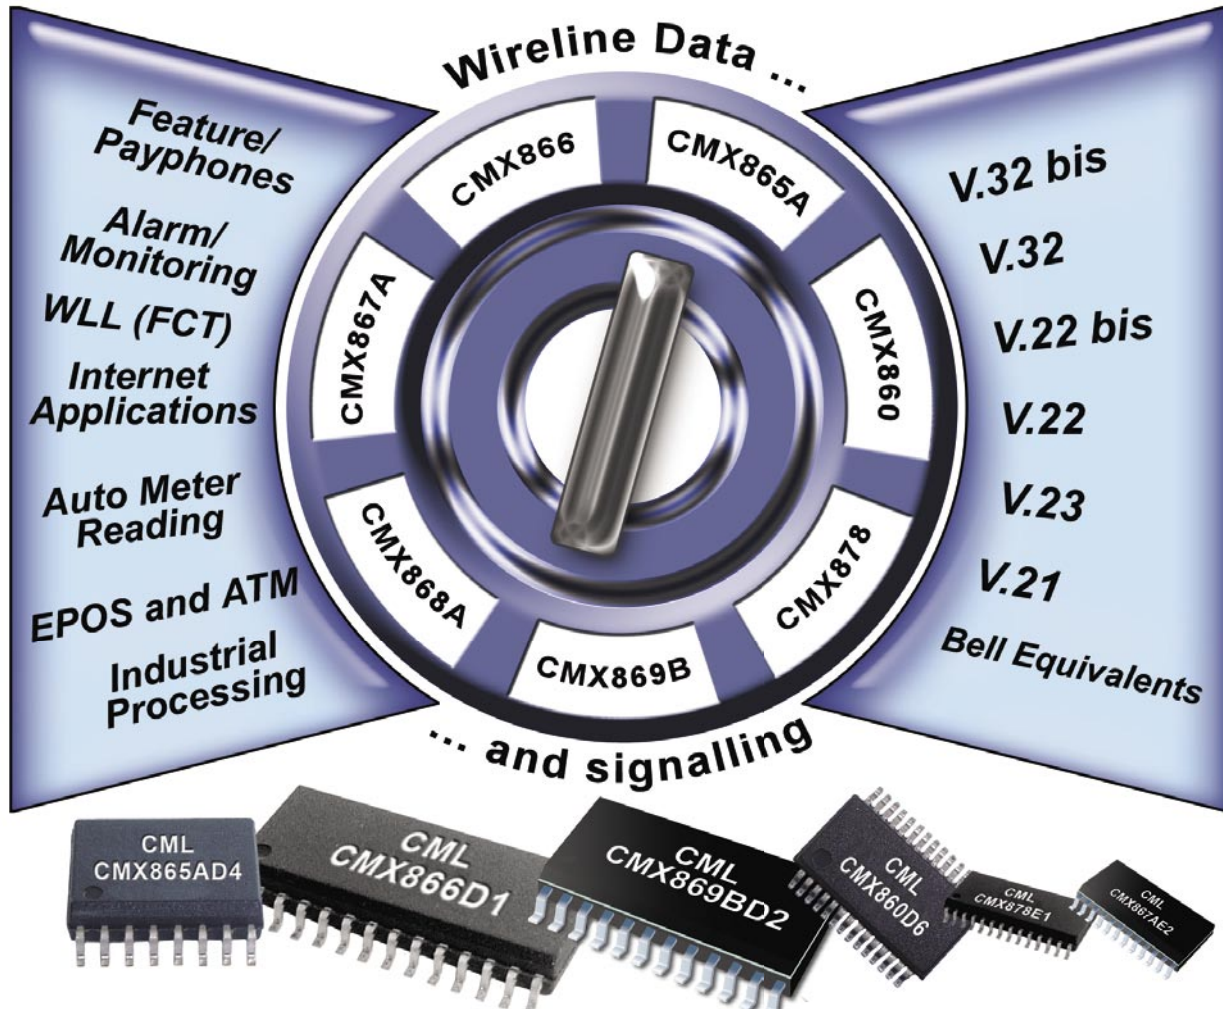 Wireline Data ...
Feature/
Payphones
Alarm/
Monitoring
WLL (FCT)
Internet
Applications
Auto Meter
Reading
EPOS and ATM
Industrial
Processing
CMX866
CMX865A
CMX860
CMX878
CMX869B
CMX868A
CMX867A
V.32 bis
V.32
V.22 bis
V.22
V.23
V.21
Bell Equivalents
... and signalling
CML
CMX865AD4
CML
CMX866D1
CML
CMX869BD2
CML
CMX860D6
CML
CMX878E1
CML
CMX867AE2